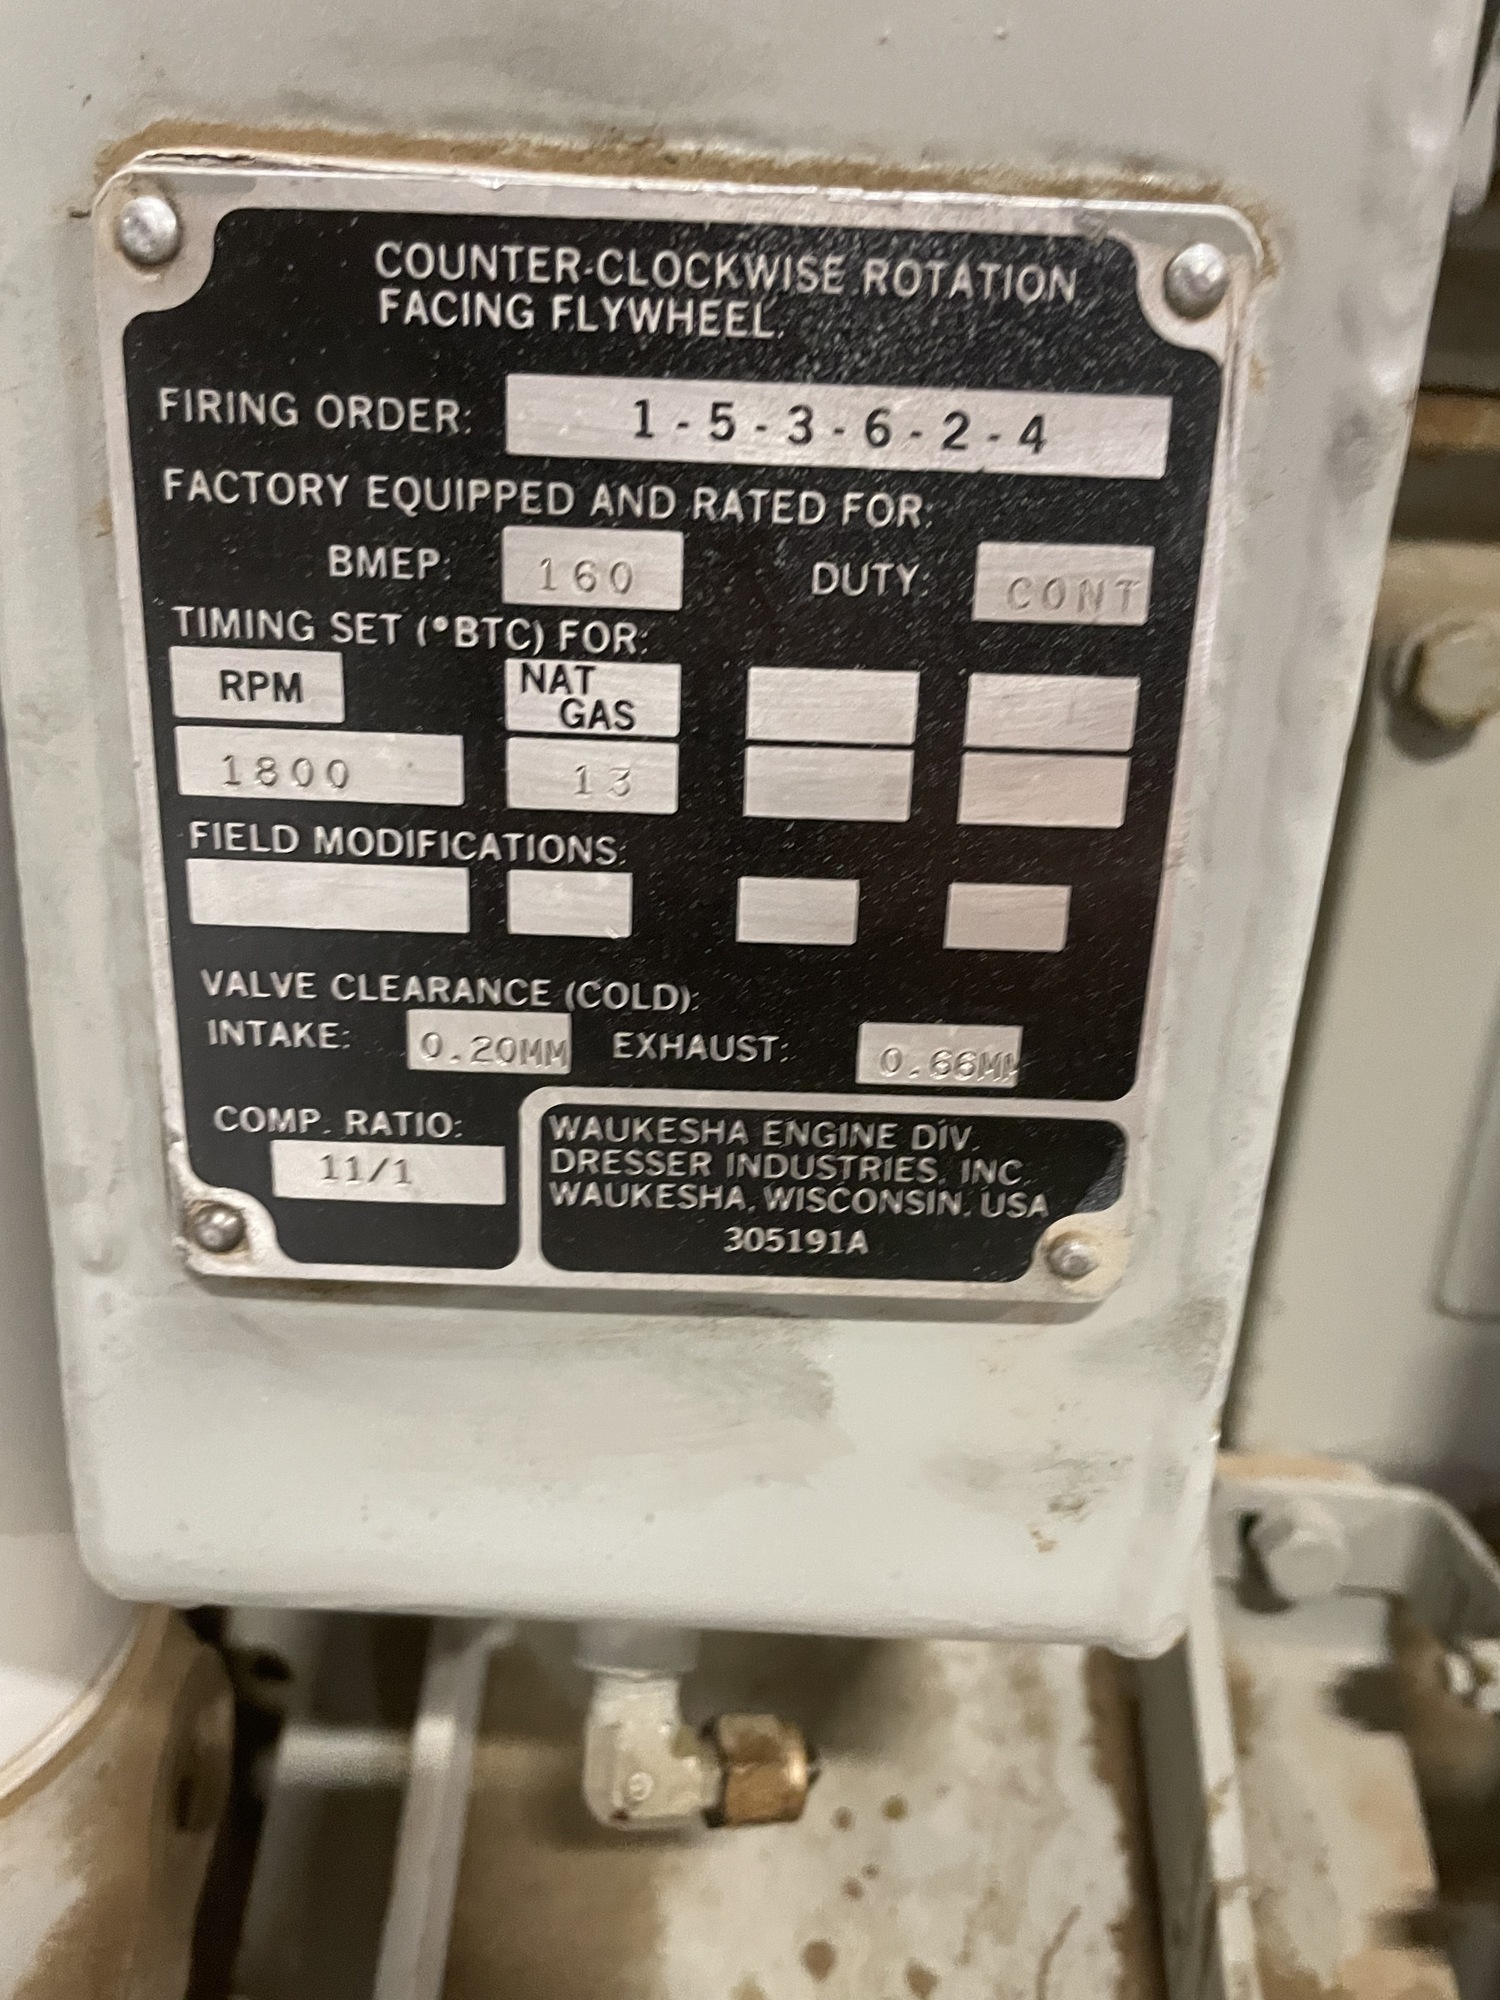 COUNTER-CLOCKWISE ROTATION
FACING FLYWHEEL.
FIRING ORDER: 1 - 5 - 3 - 6 - 2 - 4
FACTORY EQUIPPED AND RATED FOR:
BMEP: 160 DUTY: CONT
TIMING SET (°BTC) FOR:
RPM NAT
GAS
1800 13
FIELD MODIFICATIONS:
VALVE CLEARANCE (COLD):
INTAKE: 0.20MM EXHAUST: 0.66MM
COMP. RATIO:
11/1
WAUKESHA ENGINE DIV.
DRESSER INDUSTRIES, INC.
WAUKESHA, WISCONSIN, USA
305191A